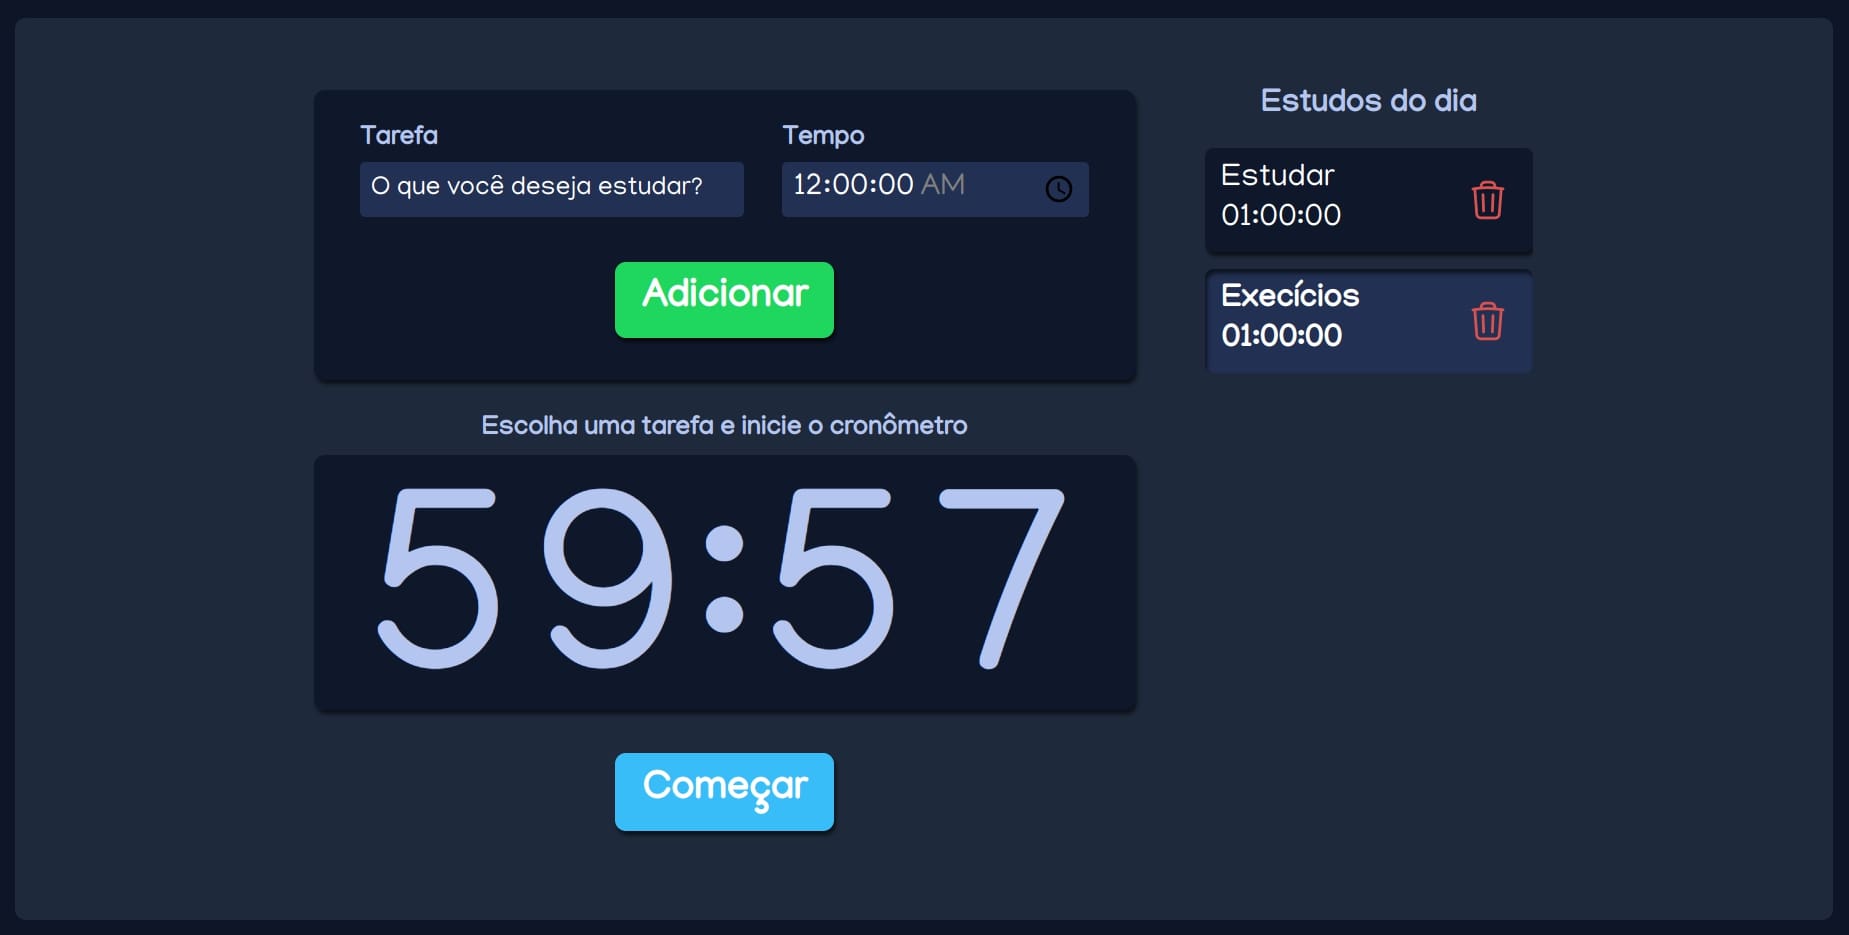 Tarefa
O que você deseja estudar?
Tempo
12:00:00 AM
Adicionar
Escolha uma tarefa e inicie o cronômetro
59:57
Começar
Estudos do dia
Estudar
01:00:00
Execícios
01:00:00